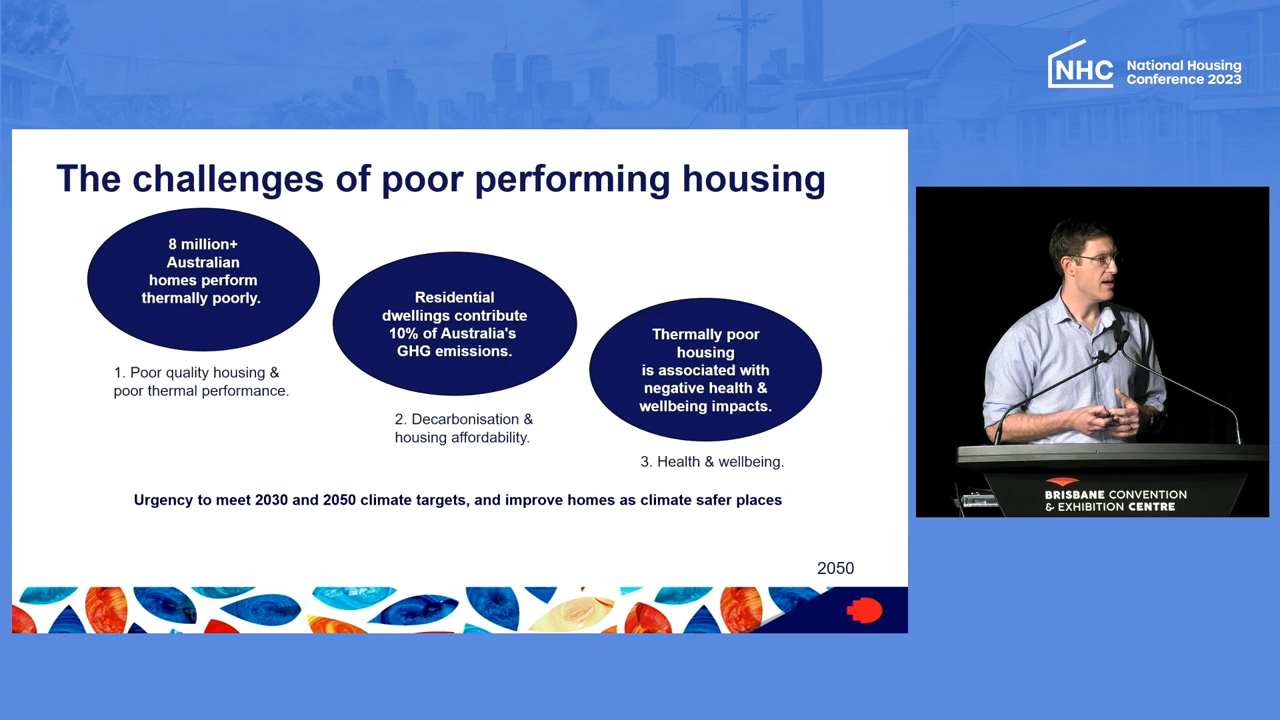 NHC
National Housing
Conference 2023
The challenges of poor performing housing
8 million+
Australian
homes perform
thermally poorly.
1. Poor quality housing &
poor thermal performance.
Residential
dwellings contribute
10% of Australia's
GHG emissions.
2. Decarbonisation &
housing affordability.
Thermally poor
housing
is associated with
negative health &
wellbeing impacts.
3. Health & wellbeing.
Urgency to meet 2030 and 2050 climate targets, and improve homes as climate safer places
2050
BRISBANE CONVENTION
& EXHIBITION CENTRE